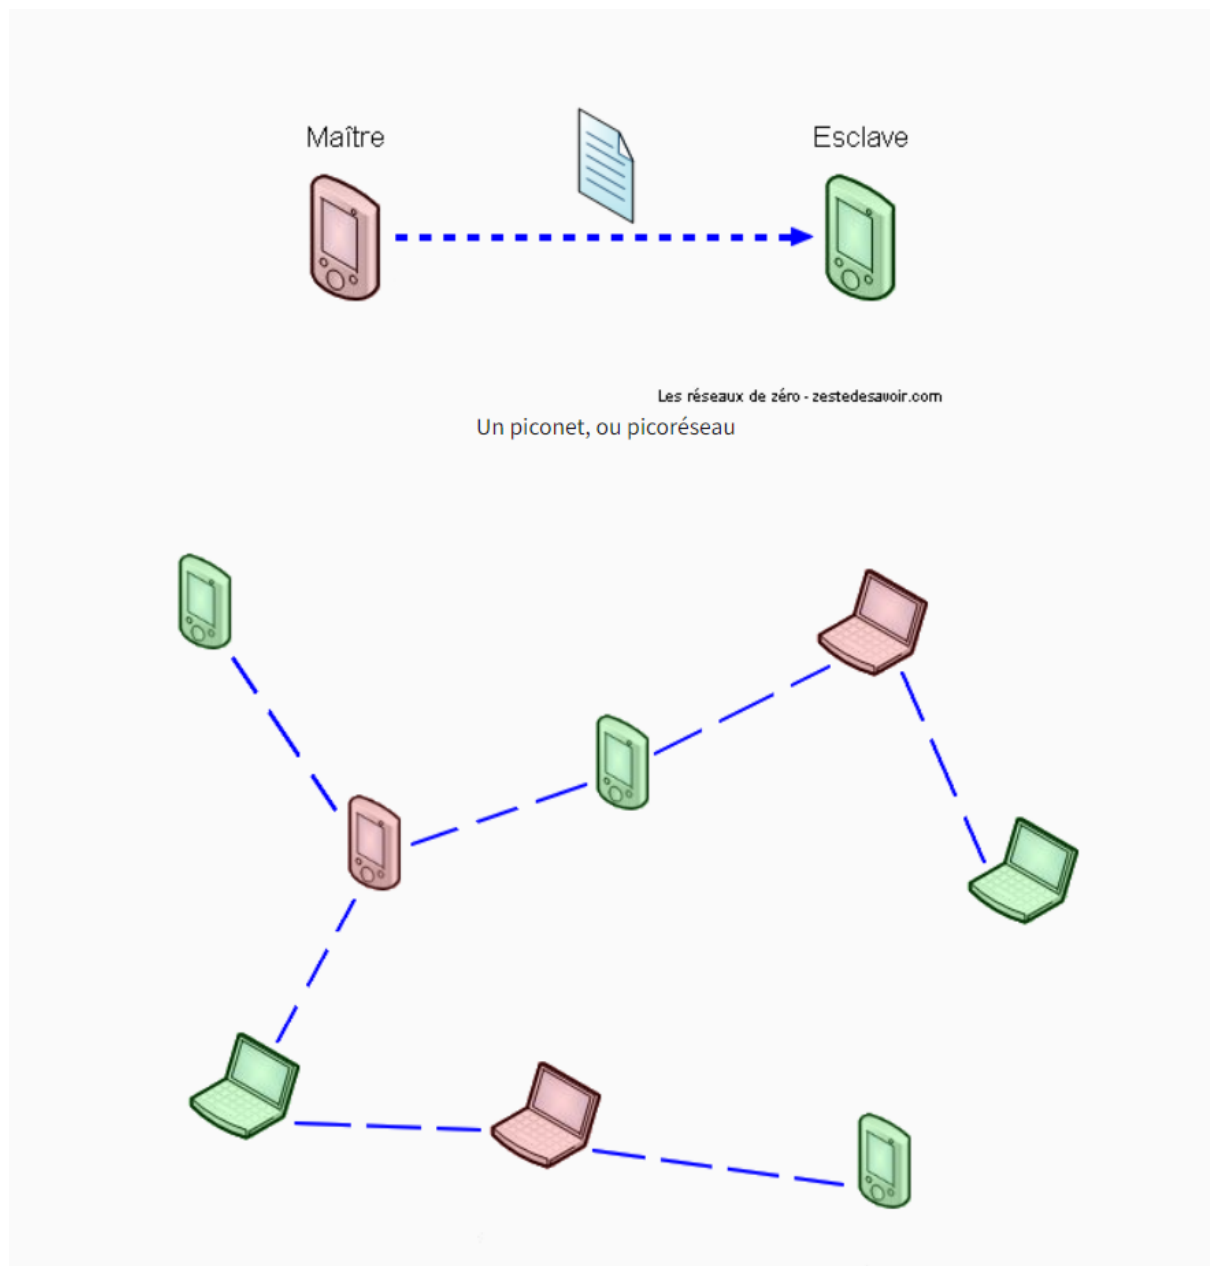 Maître
Esclave
Les réseaux de zéro - zestedesavoir.com
Un piconet, ou picoréseau